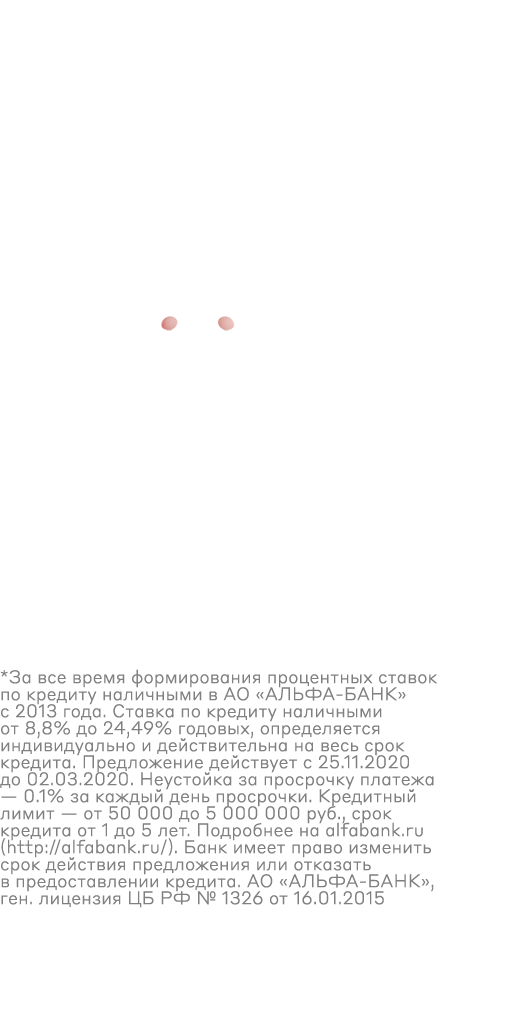 *За все время формирования процентных ставок
по кредиту наличными в АО «АЛЬФА-БАНК»
с 2013 года. Ставка по кредиту наличными
от 8,8% до 24,49% годовых, определяется
индивидуально и действительна на весь срок
кредита. Предложение действует с 25.11.2020
до 02.03.2020. Неустойка за просрочку платежа
— 0.1% за каждый день просрочки. Кредитный
лимит — от 50 000 до 5 000 000 руб., срок
кредита от 1 до 5 лет. Подробнее на alfabank.ru
(http://alfabank.ru/). Банк имеет право изменить
срок действия предложения или отказать
в предоставлении кредита. АО «АЛЬФА-БАНК»,
ген. лицензия ЦБ РФ № 1326 от 16.01.2015